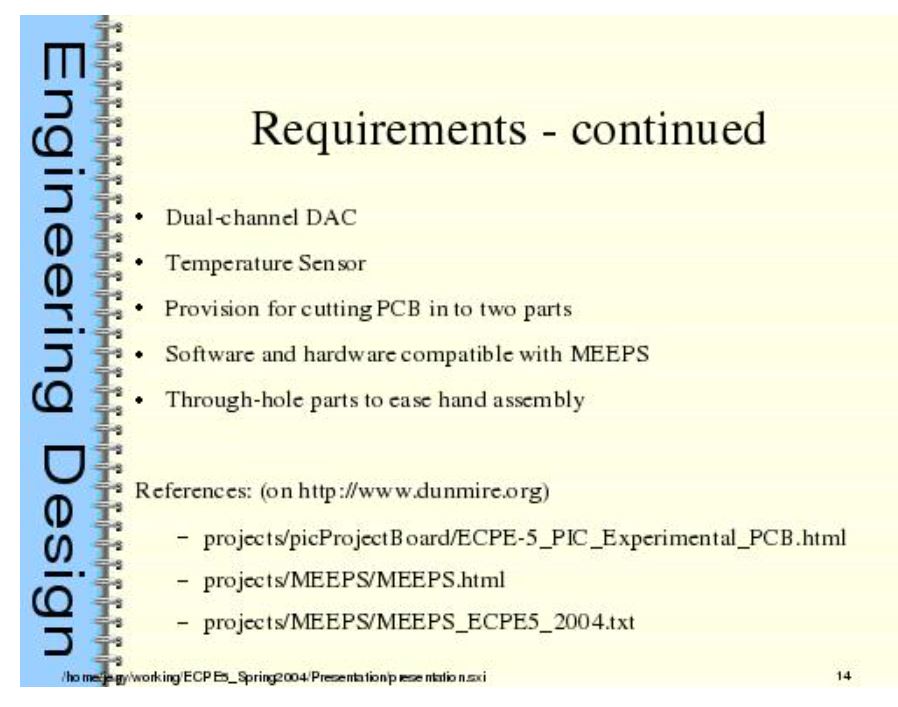 Engineering Design
Requirements - continued
• Dual-channel DAC
• Temperature Sensor
• Provision for cutting PCB in to two parts
• Software and hardware compatible with MEEPS
• Through-hole parts to ease hand assembly
References: (on http://www.dunmire.org)
– projects/picProjectBoard/ECPE-5_PIC_Experimental_PCB.html
– projects/MEEPS/MEEPS.html
– projects/MEEPS/MEEPS_ECPE5_2004.txt
/working/ECPE5_Spring2004/Presentation/presentation.sxi
14